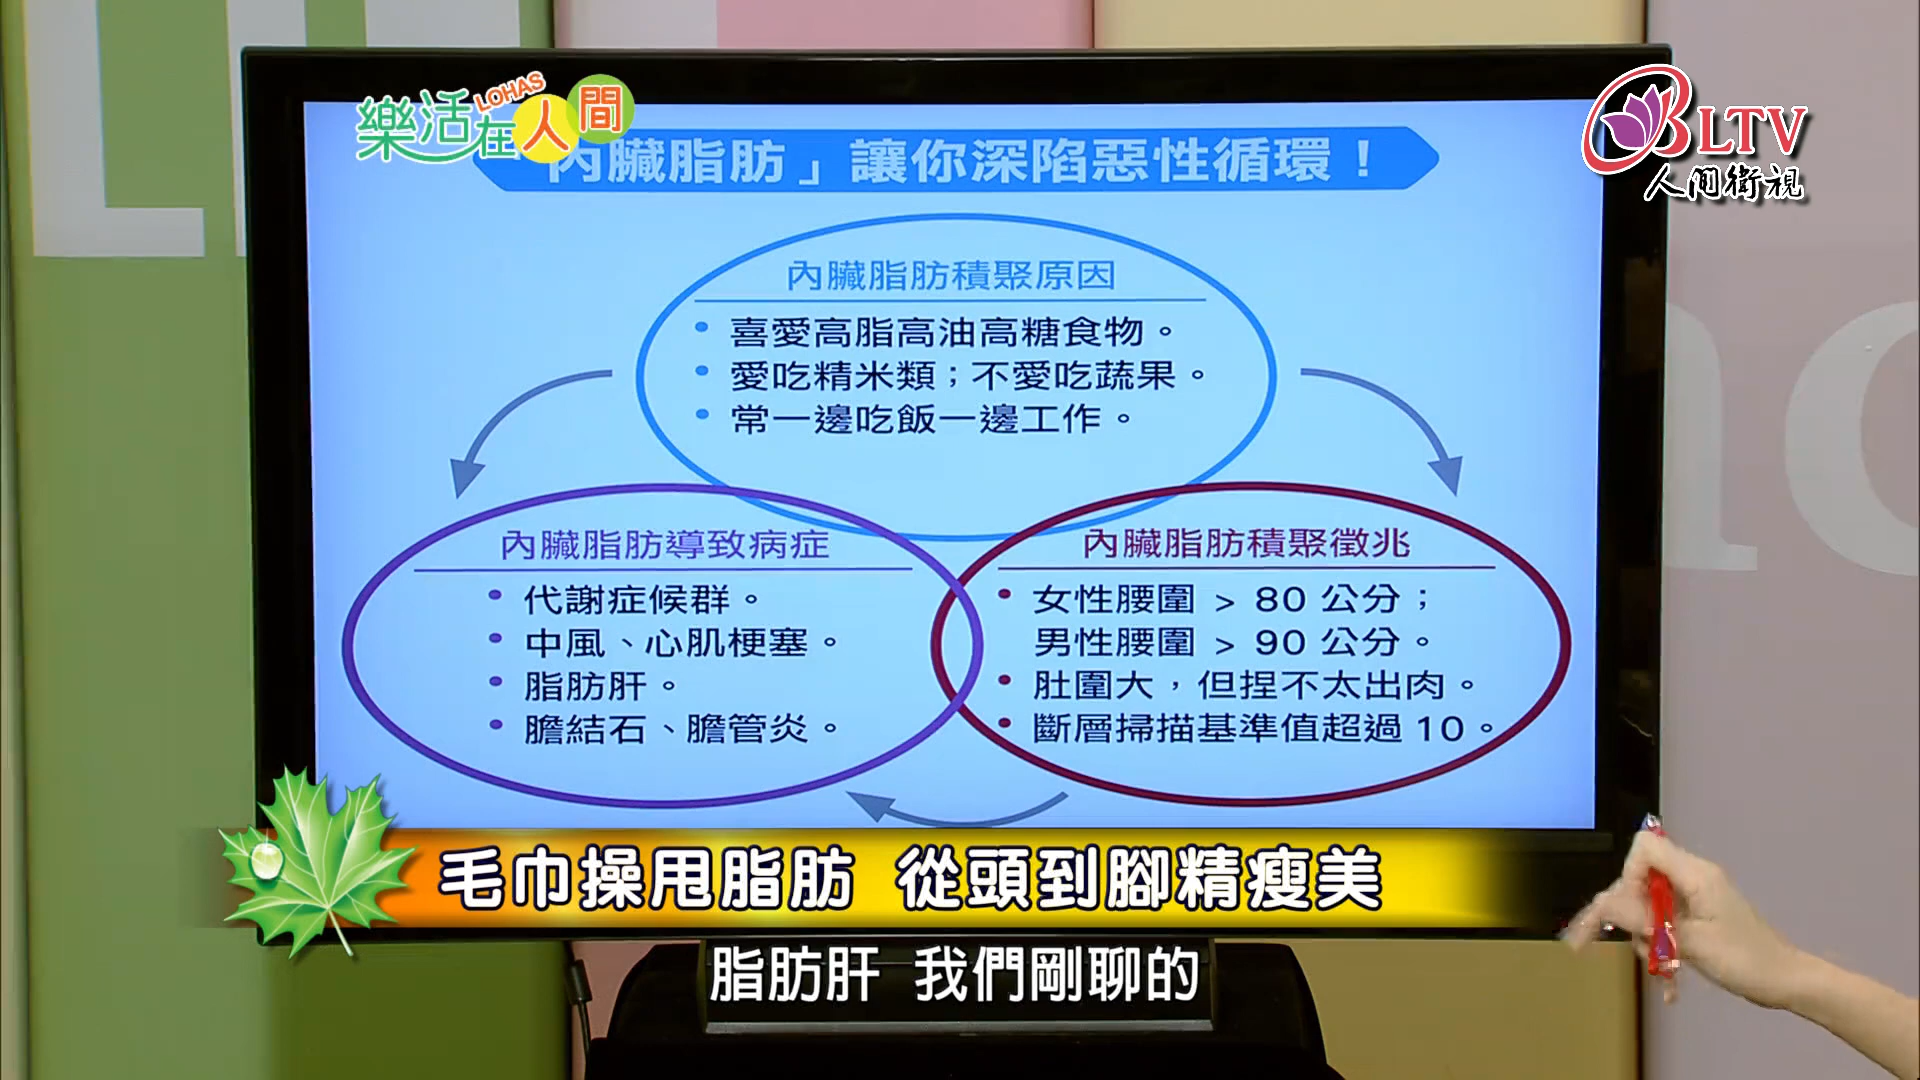 樂活在人間
LOHAS
BLTV
人間衛視
內臟脂肪」讓你深陷惡性循環！
內臟脂肪積聚原因
• 喜愛高脂高油高糖食物。
• 愛吃精米類；不愛吃蔬果。
• 常一邊吃飯一邊工作。
內臟脂肪導致病症
• 代謝症候群。
• 中風、心肌梗塞。
• 脂肪肝。
• 膽結石、膽管炎。
內臟脂肪積聚徵兆
• 女性腰圍 > 80 公分；
男性腰圍 > 90 公分。
• 肚圍大，但捏不太出肉。
• 斷層掃描基準值超過 10。
毛巾操甩脂肪 從頭到腳精瘦美
脂肪肝 我們剛聊的